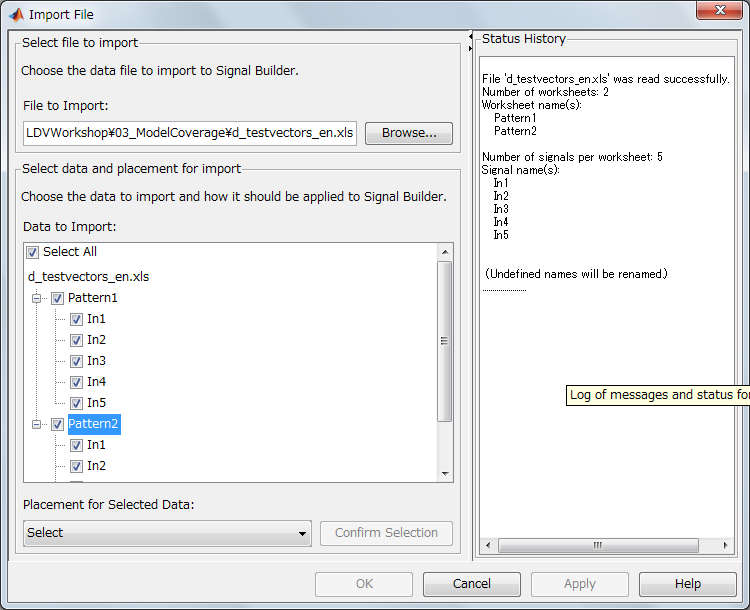 Import File
Select file to import
Choose the data file to import to Signal Builder.
File to Import:
LDVWorkshop¥03_ModelCoverage¥d_testvectors_en.xls
Browse...
Select data and placement for import
Choose the data to import and how it should be applied to Signal Builder.
Data to Import:
Select All
d_testvectors_en.xls
Pattern1
In1
In2
In3
In4
In5
Pattern2
In1
In2
Placement for Selected Data:
Select
Confirm Selection
Status History
File 'd_testvectors_en.xls' was read successfully.
Number of worksheets: 2
Worksheet name(s):
Pattern1
Pattern2
Number of signals per worksheet: 5
Signal name(s):
In1
In2
In3
In4
In5
(Undefined names will be renamed.)
....................
Log of messages and status for
OK
Cancel
Apply
Help